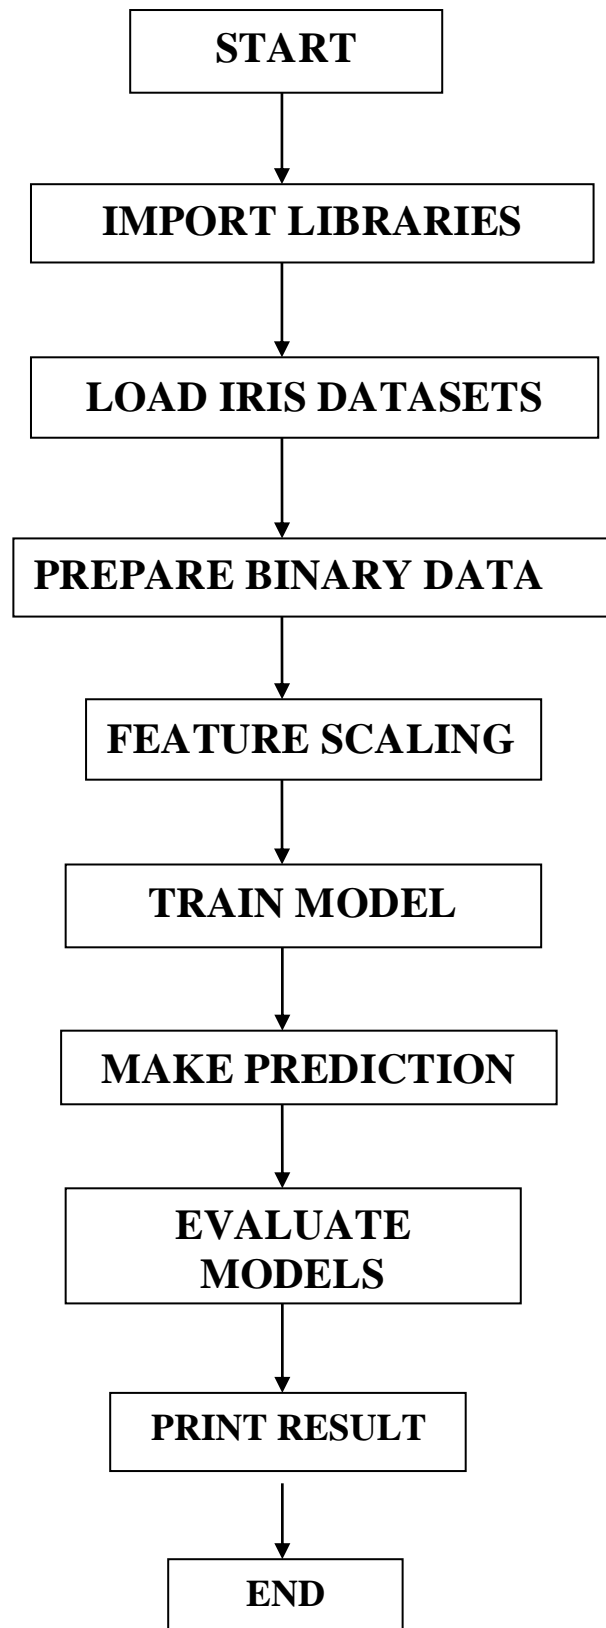 START
IMPORT LIBRARIES
LOAD IRIS DATASETS
PREPARE BINARY DATA
FEATURE SCALING
TRAIN MODEL
MAKE PREDICTION
EVALUATE
MODELS
PRINT RESULT
END